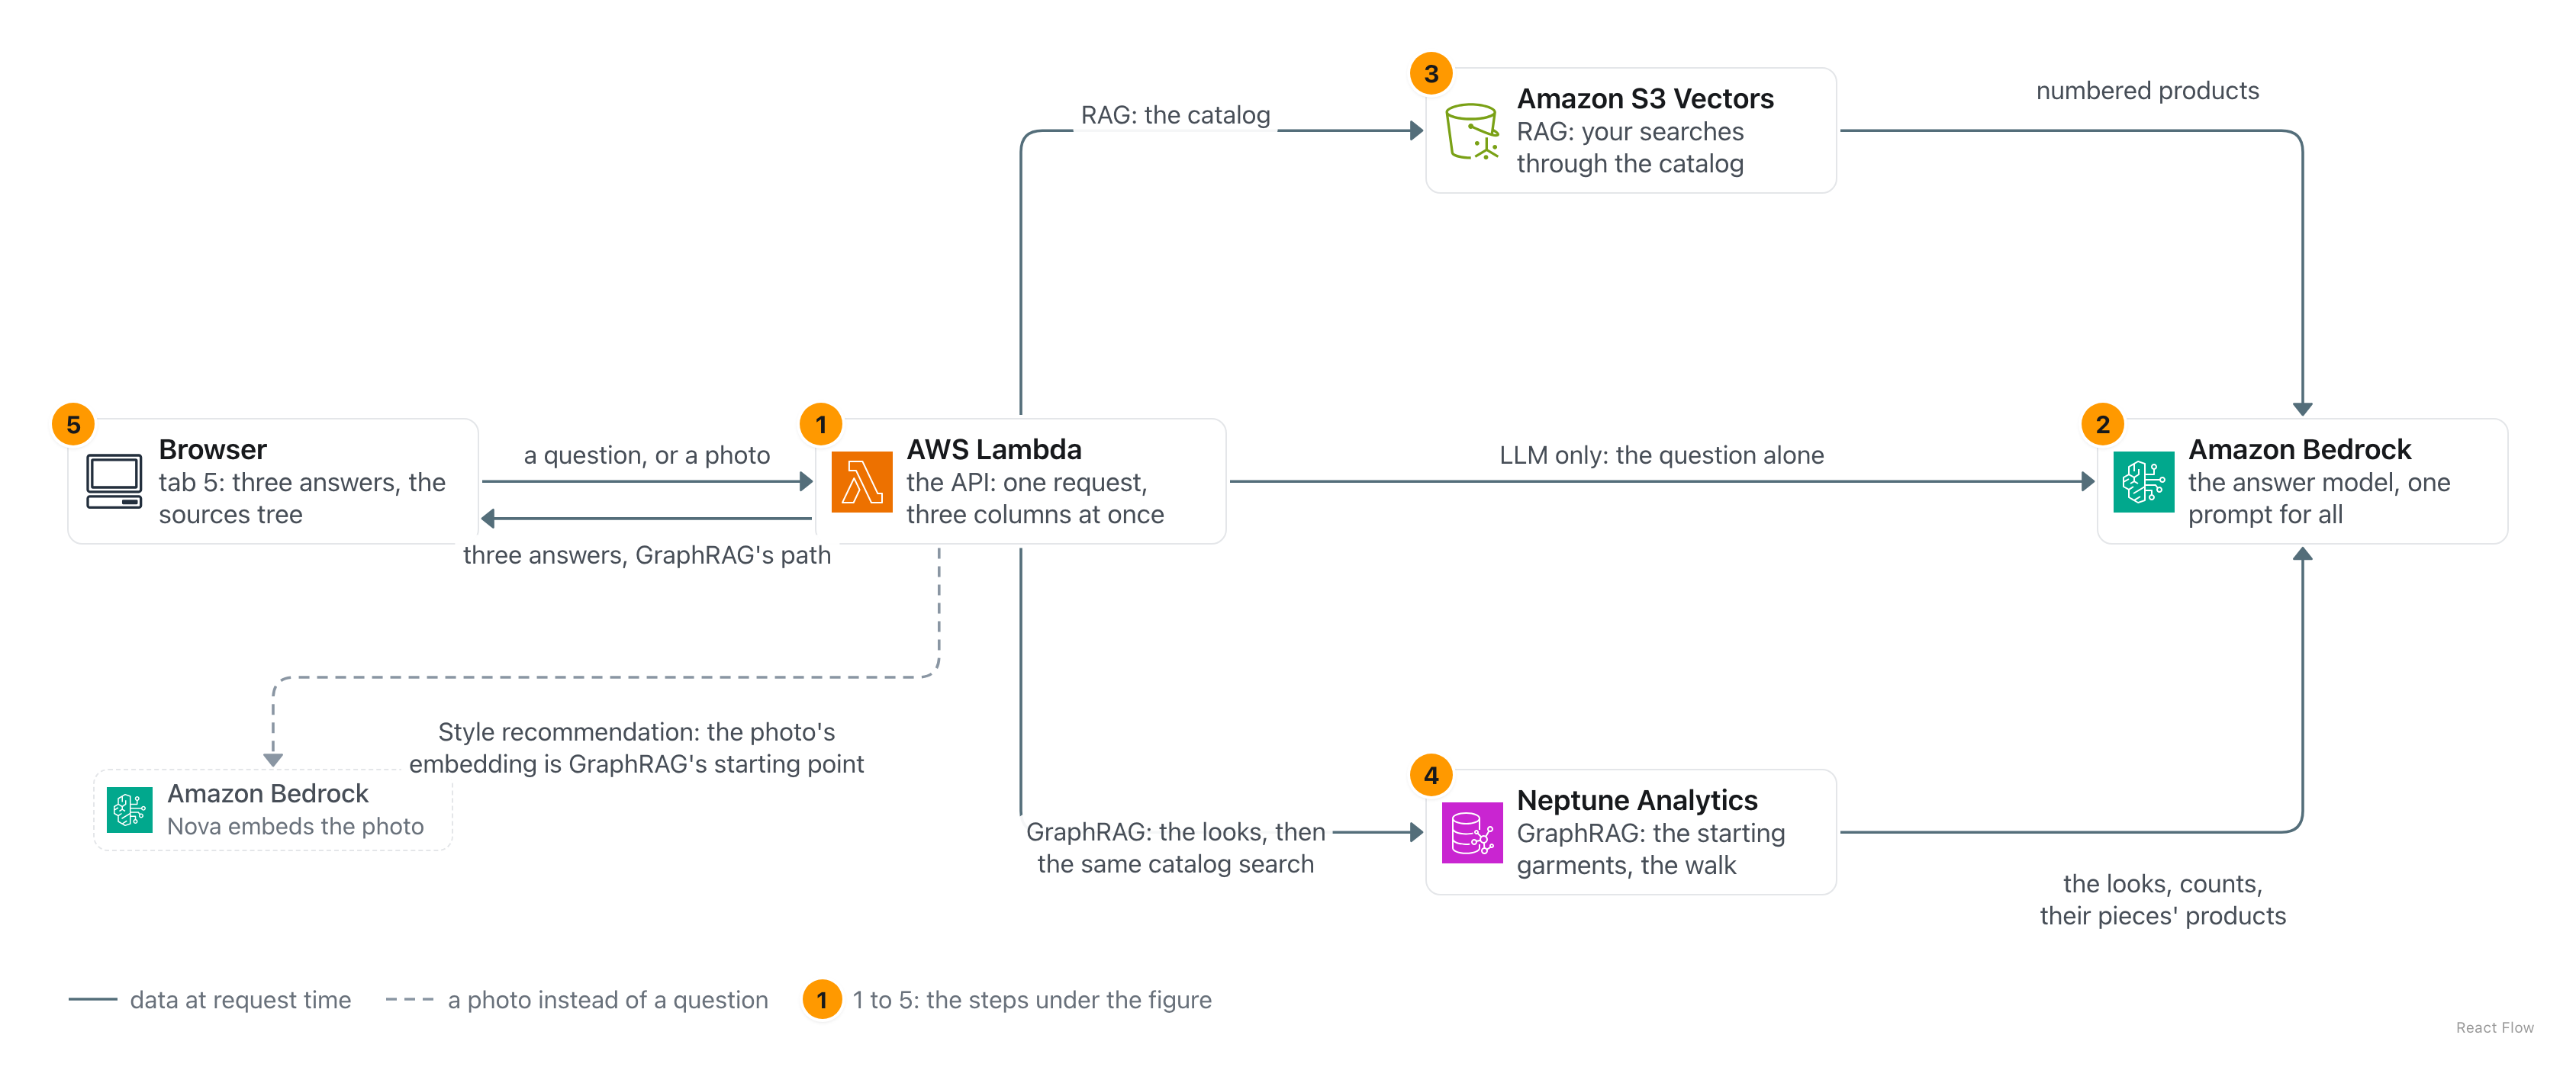 3
Amazon S3 Vectors
RAG: your searches
through the catalog
RAG: the catalog
numbered products
5
Browser
tab 5: three answers, the
sources tree
a question, or a photo
three answers, GraphRAG's path
1
AWS Lambda
the API: one request,
three columns at once
LLM only: the question alone
2
Amazon Bedrock
the answer model, one
prompt for all
Style recommendation: the photo's
embedding is GraphRAG's starting point
Amazon Bedrock
Nova embeds the photo
GraphRAG: the looks, then
the same catalog search
4
Neptune Analytics
GraphRAG: the starting
garments, the walk
the looks, counts,
their pieces' products
data at request time
a photo instead of a question
1
1 to 5: the steps under the figure
React Flow